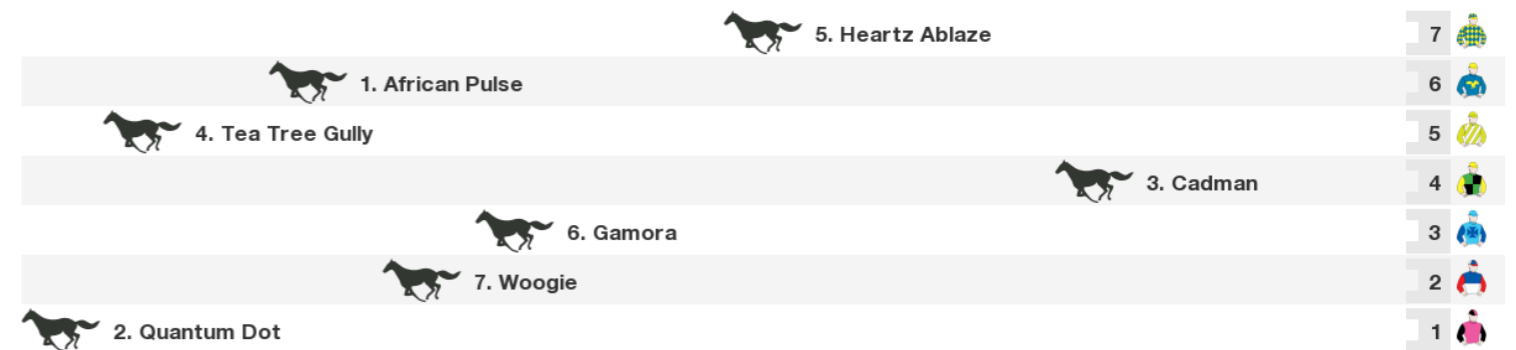 5. Heartz Ablaze 7
1. African Pulse 6
4. Tea Tree Gully 5
3. Cadman 4
6. Gamora 3
7. Woogie 2
2. Quantum Dot 1